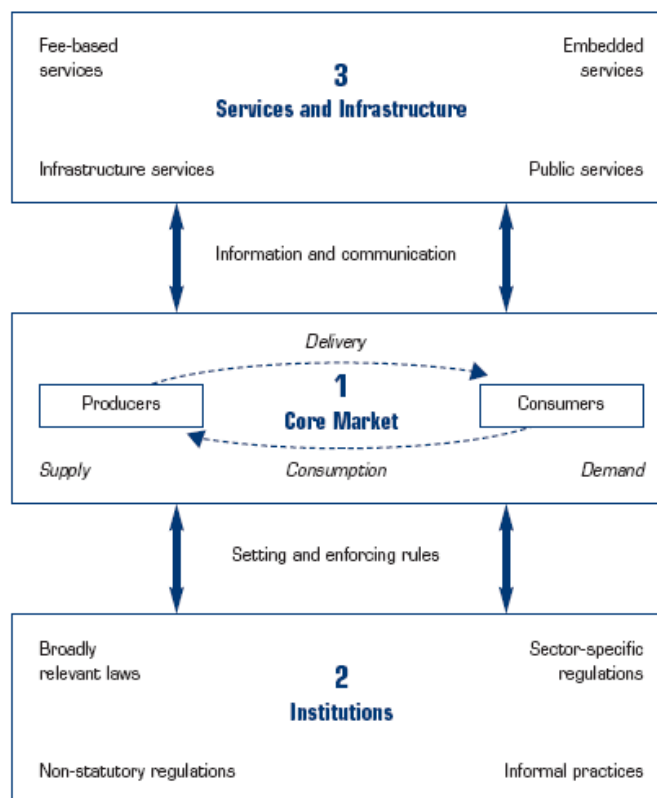 Fee-based
services
Embedded
services
3
Services and Infrastructure
Infrastructure services
Public services
Information and communication
Delivery
Producers
1
Core Market
Consumers
Supply
Consumption
Demand
Setting and enforcing rules
Broadly
relevant laws
Sector-specific
regulations
2
Institutions
Non-statutory regulations
Informal practices